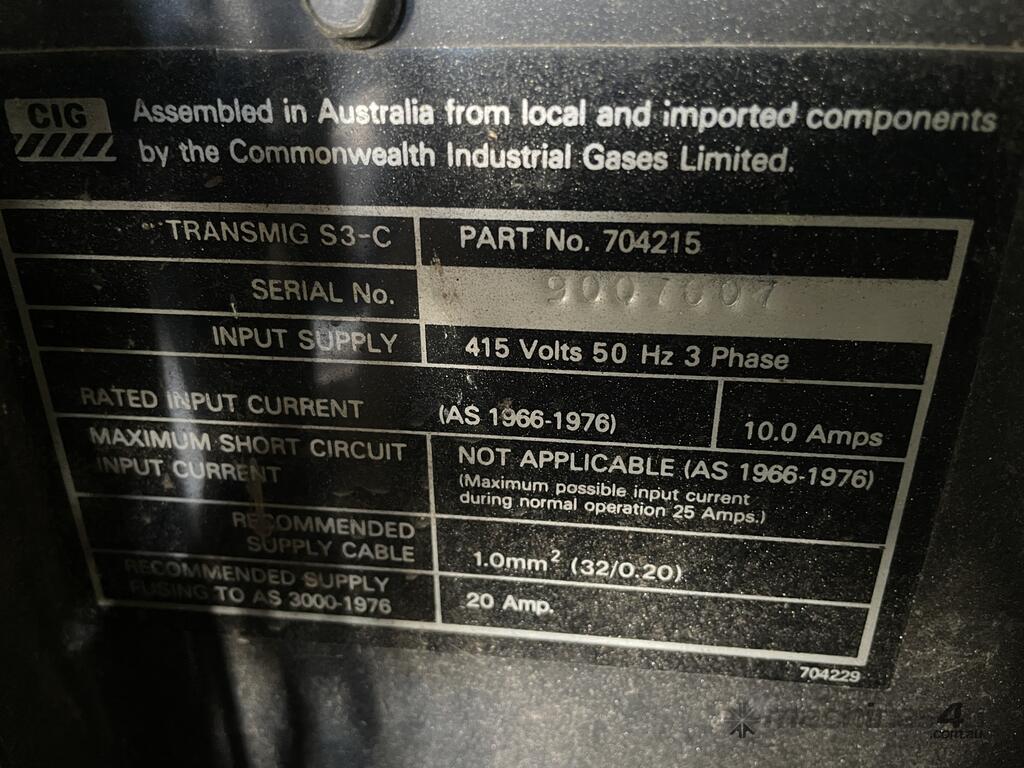 CIG
Assembled in Australia from local and imported components
by the Commonwealth Industrial Gases Limited.
TRANSMIG S3-C
PART No. 704215
SERIAL No.
9007007
INPUT SUPPLY
415 Volts 50 Hz 3 Phase
RATED INPUT CURRENT
(AS 1966-1976)
10.0 Amps
MAXIMUM SHORT CIRCUIT
INPUT CURRENT
NOT APPLICABLE (AS 1966-1976)
(Maximum possible input current
during normal operation 25 Amps.)
RECOMMENDED
SUPPLY CABLE
1.0mm² (32/0.20)
RECOMMENDED SUPPLY
FUSING TO AS 3000-1976
20 Amp.
704229
4
.com.au